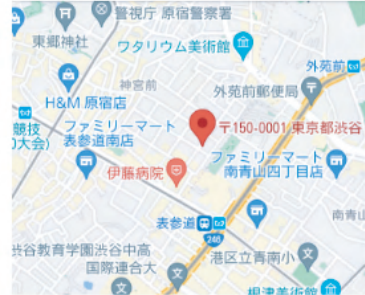 警視庁 原宿警察署
東郷神社
ワタリウム美術館
外苑前
神宮前
外苑前郵便局
H&M 原宿店
〒150-0001 東京都渋谷
競技
(大会)
ファミリーマート
表参道南店
ファミリーマート
南青山四丁目店
伊藤病院
表参道
246
南青山
渋谷教育学園渋谷中高
港区立青南小
国際連合大
根津美術館